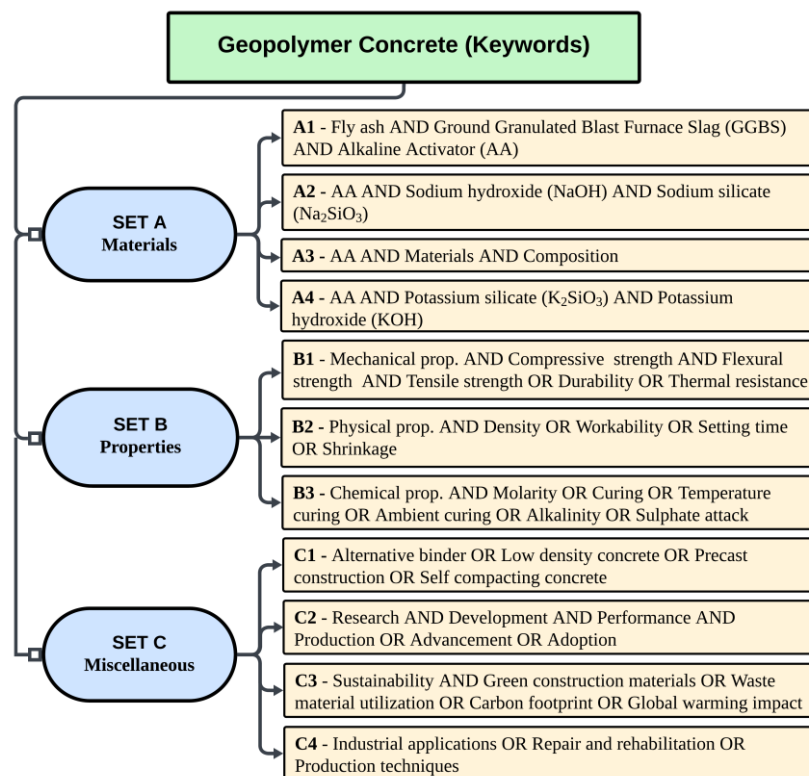 Geopolymer Concrete (Keywords)
SET A
Materials
A1 - Fly ash AND Ground Granulated Blast Furnace Slag (GGBS)
AND Alkaline Activator (AA)
A2 - AA AND Sodium hydroxide (NaOH) AND Sodium silicate
(Na₂SiO₃)
A3 - AA AND Materials AND Composition
A4 - AA AND Potassium silicate (K₂SiO₃) AND Potassium
hydroxide (KOH)
SET B
Properties
B1 - Mechanical prop. AND Compressive strength AND Flexural
strength AND Tensile strength OR Durability OR Thermal resistance
B2 - Physical prop. AND Density OR Workability OR Setting time
OR Shrinkage
B3 - Chemical prop. AND Molarity OR Curing OR Temperature
curing OR Ambient curing OR Alkalinity OR Sulphate attack
SET C
Miscellaneous
C1 - Alternative binder OR Low density concrete OR Precast
construction OR Self compacting concrete
C2 - Research AND Development AND Performance AND
Production OR Advancement OR Adoption
C3 - Sustainability AND Green construction materials OR Waste
material utilization OR Carbon footprint OR Global warming impact
C4 - Industrial applications OR Repair and rehabilitation OR
Production techniques